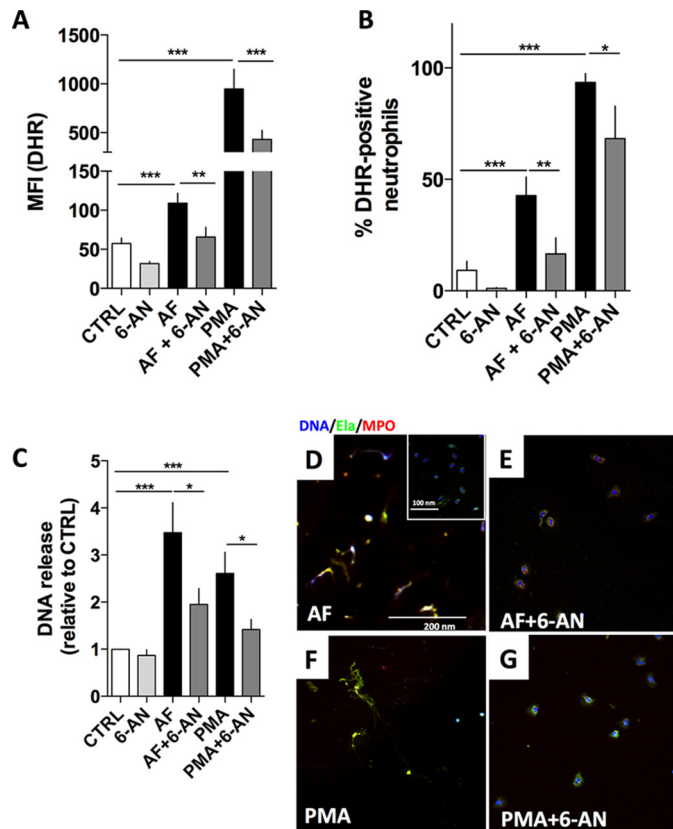 A
MFI (DHR)
1500
1000
500
150
100
50
0
***
***
***
**
CTRL
6-AN
AF
AF + 6-AN
PMA
PMA+6-AN
B
% DHR-positive
neutrophils
100
50
0
***
*
***
**
CTRL
6-AN
AF
AF + 6-AN
PMA
PMA+6-AN
C
DNA release
(relative to CTRL)
5
4
3
2
1
0
***
***
*
*
CTRL
6-AN
AF
AF+6-AN
PMA
PMA+6-AN
DNA/Ela/MPO
D
100 nm
AF
200 nm
E
AF+6-AN
F
PMA
G
PMA+6-AN